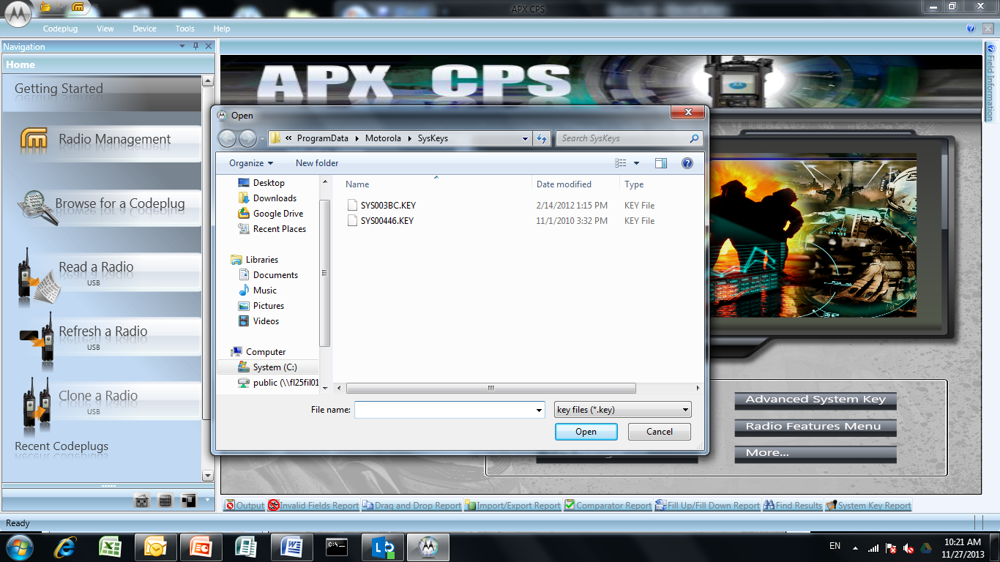 APX CPS
Codeplug View Device Tools Help
Navigation
Home
Getting Started
Radio Management
Browse for a Codeplug
Read a Radio
USB
Refresh a Radio
USB
Clone a Radio
USB
Recent Codeplugs
APX CPS
Field Information
Open
« ProgramData Motorola SysKeys
Search SysKeys
Organize New folder
Desktop
Downloads
Google Drive
Recent Places
Libraries
Documents
Music
Pictures
Videos
Computer
System (C:)
public (\\fl25fil01
Name Date modified Type
SYS003BC.KEY 2/14/2012 1:15 PM KEY File
SYS00446.KEY 11/1/2010 3:32 PM KEY File
File name: key files (*.key)
Open Cancel
Advanced System Key
Radio Features Menu
More...
Output Invalid Fields Report Drag and Drop Report Import/Export Report Comparator Report Fill Up/Fill Down Report Find Results System Key Report
Ready
EN
10:21 AM
11/27/2013